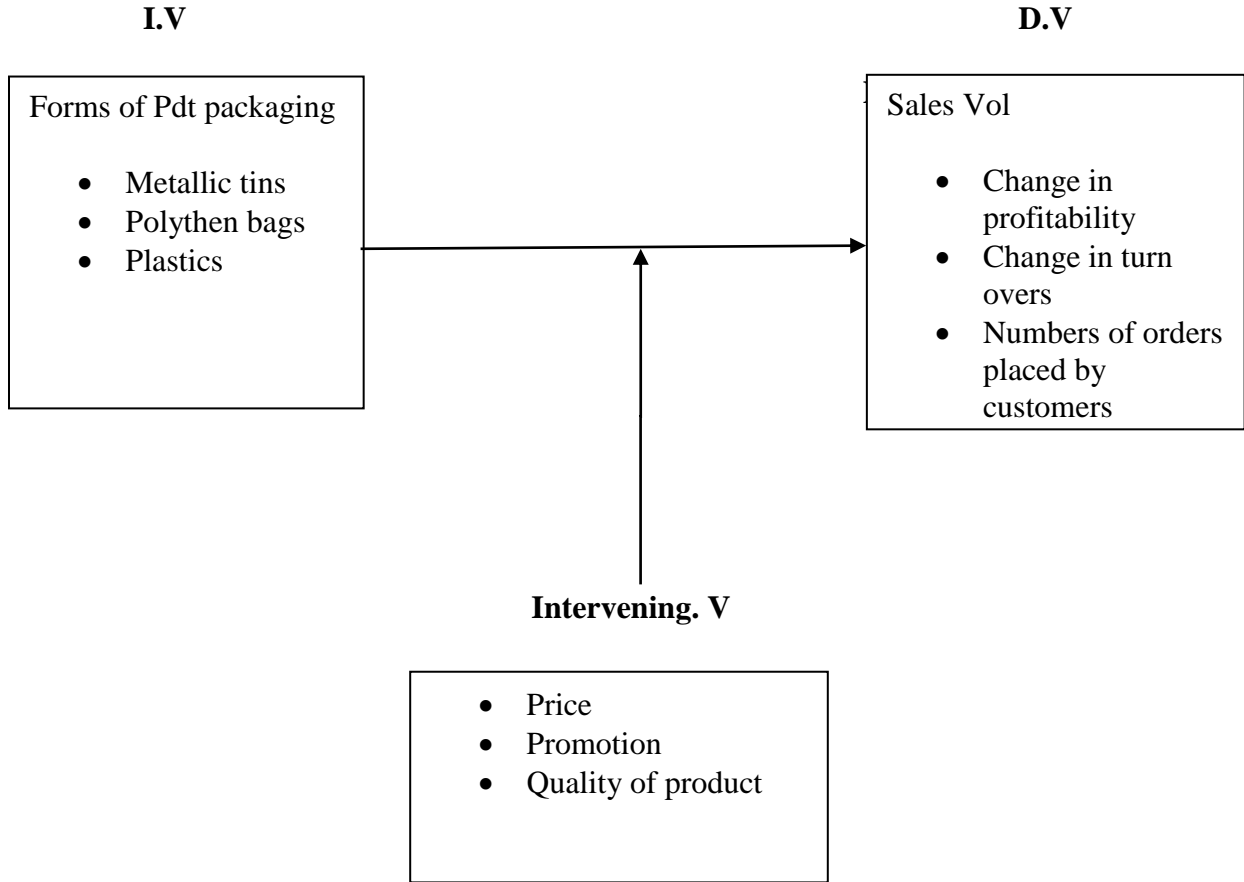 I.V
D.V
Forms of Pdt packaging
• Metallic tins
• Polythen bags
• Plastics
Sales Vol
• Change in
profitability
• Change in turn
overs
• Numbers of orders
placed by
customers
Intervening. V
• Price
• Promotion
• Quality of product